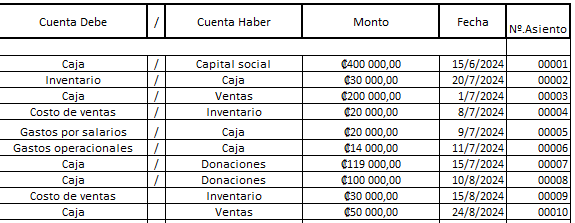 Cuenta Debe / Cuenta Haber Monto Fecha Nº.Asiento
Caja / Capital social ₡400 000,00 15/6/2024 00001
Inventario / Caja ₡30 000,00 20/7/2024 00002
Caja / Ventas ₡200 000,00 1/7/2024 00003
Costo de ventas / Inventario ₡20 000,00 8/7/2024 00004
Gastos por salarios / Caja ₡20 000,00 9/7/2024 00005
Gastos operacionales / Caja ₡14 000,00 11/7/2024 00006
Caja / Donaciones ₡119 000,00 15/7/2024 00007
Caja / Donaciones ₡100 000,00 10/8/2024 00008
Costo de ventas Inventario ₡30 000,00 15/8/2024 00009
Caja Ventas ₡50 000,00 24/8/2024 00010